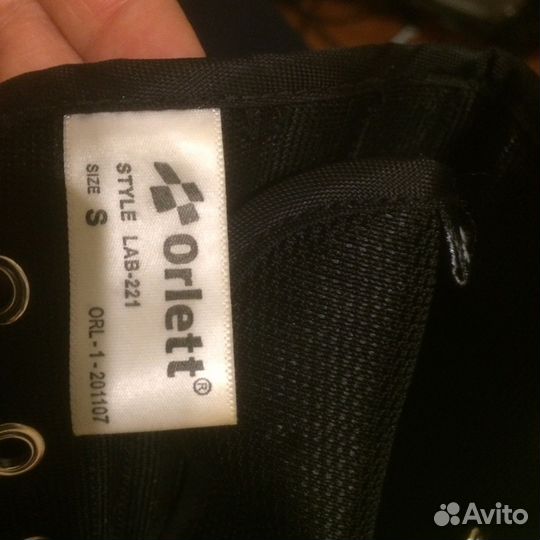 Orlett®
STYLE LAB-221
SIZE S ORL-1-201107
Avito